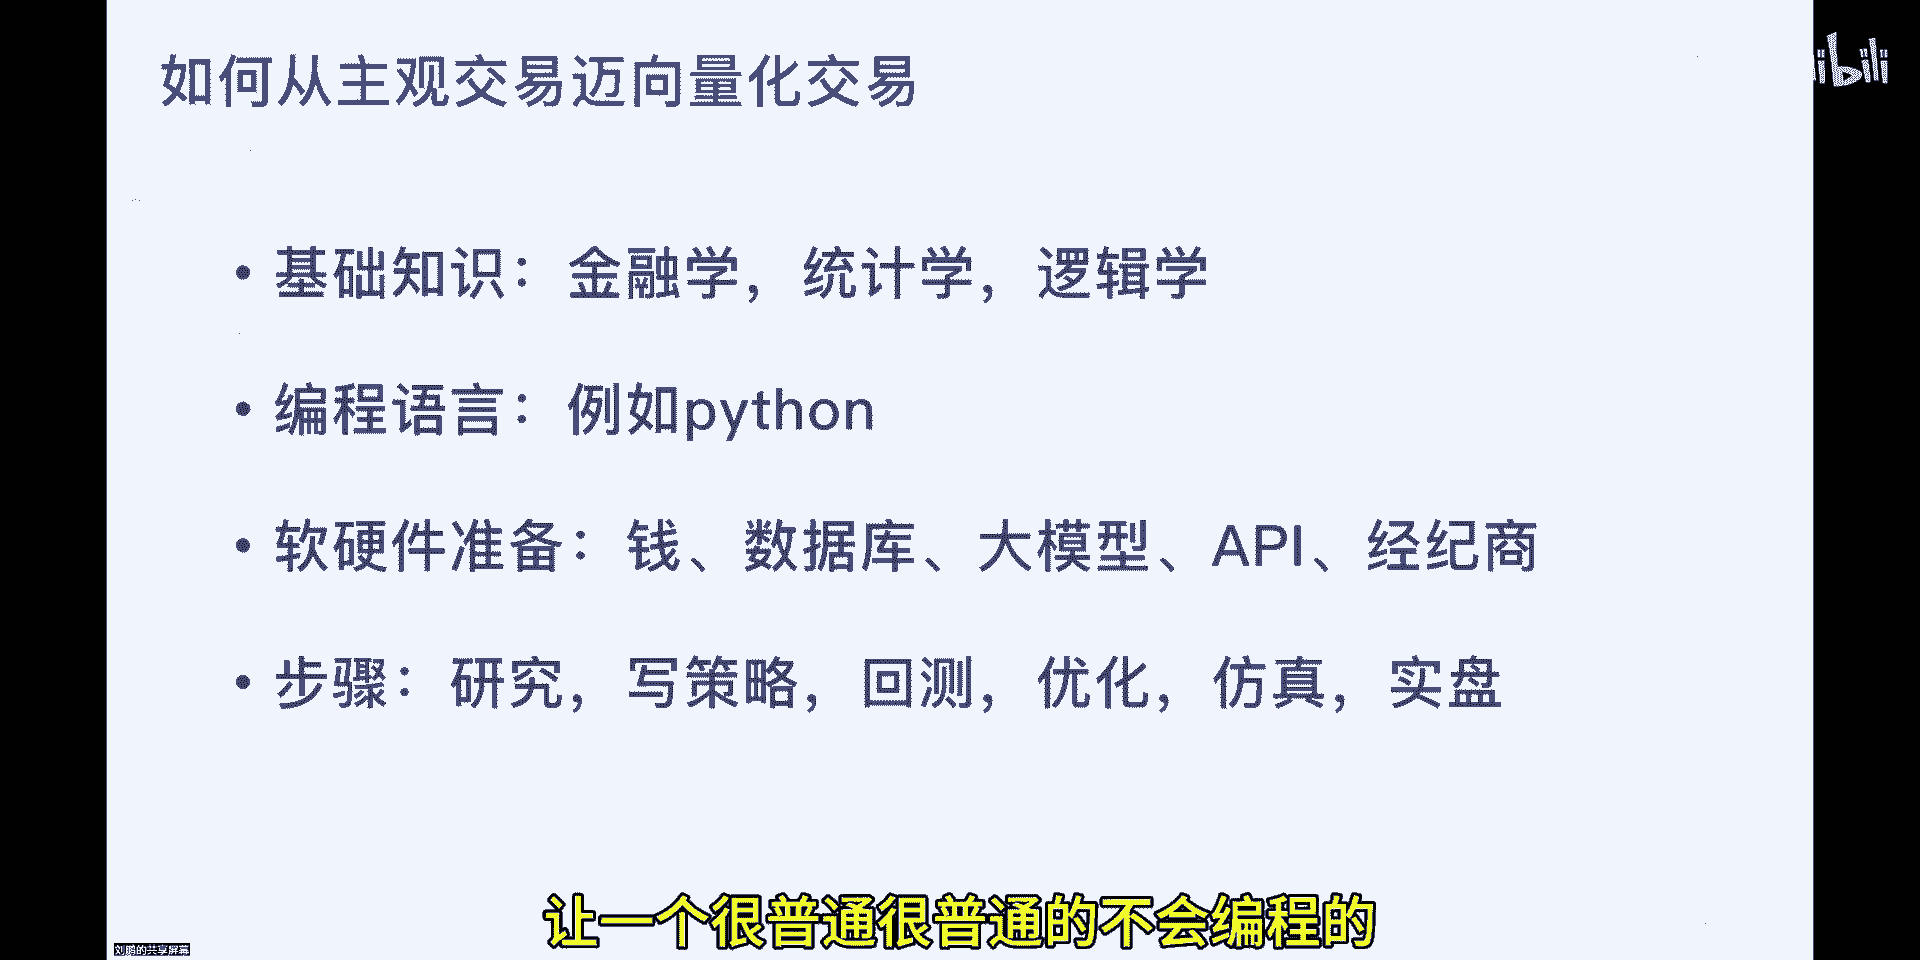 如何从主观交易迈向量化交易
bili
• 基础知识：金融学，统计学，逻辑学
• 编程语言：例如python
• 软硬件准备：钱、数据库、大模型、API、经纪商
• 步骤：研究，写策略，回测，优化，仿真，实盘
让一个很普通很普通的不会编程的
刘鹏的共享屏幕